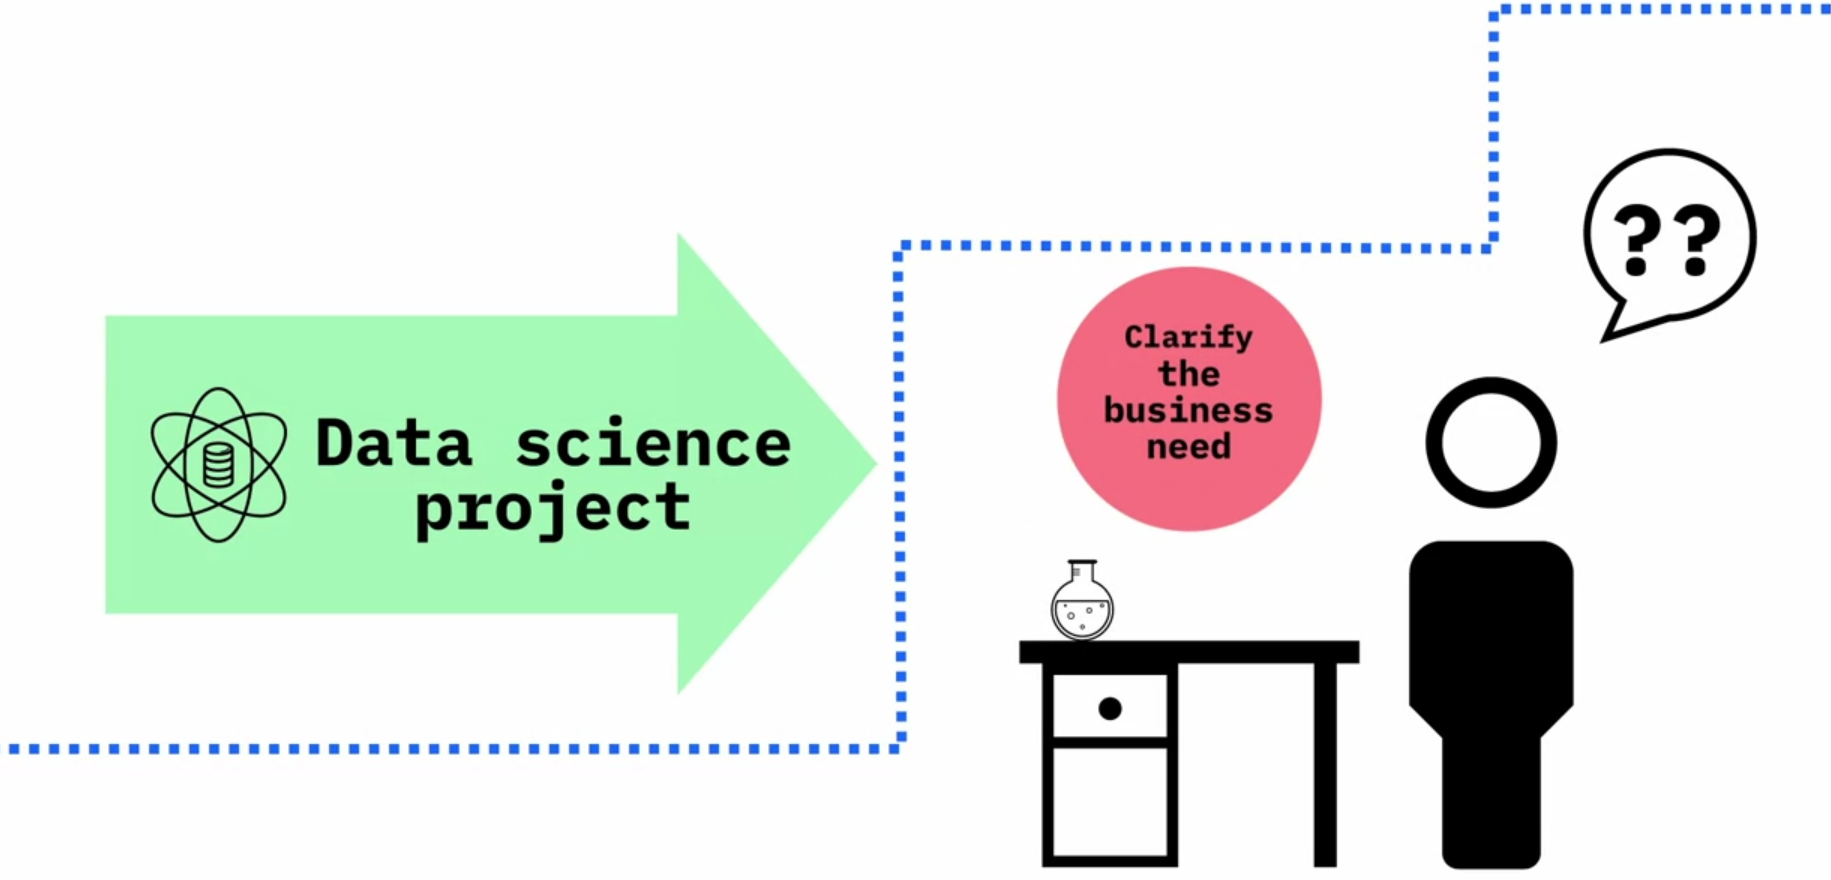 Data science
project
Clarify
the
business
need
??